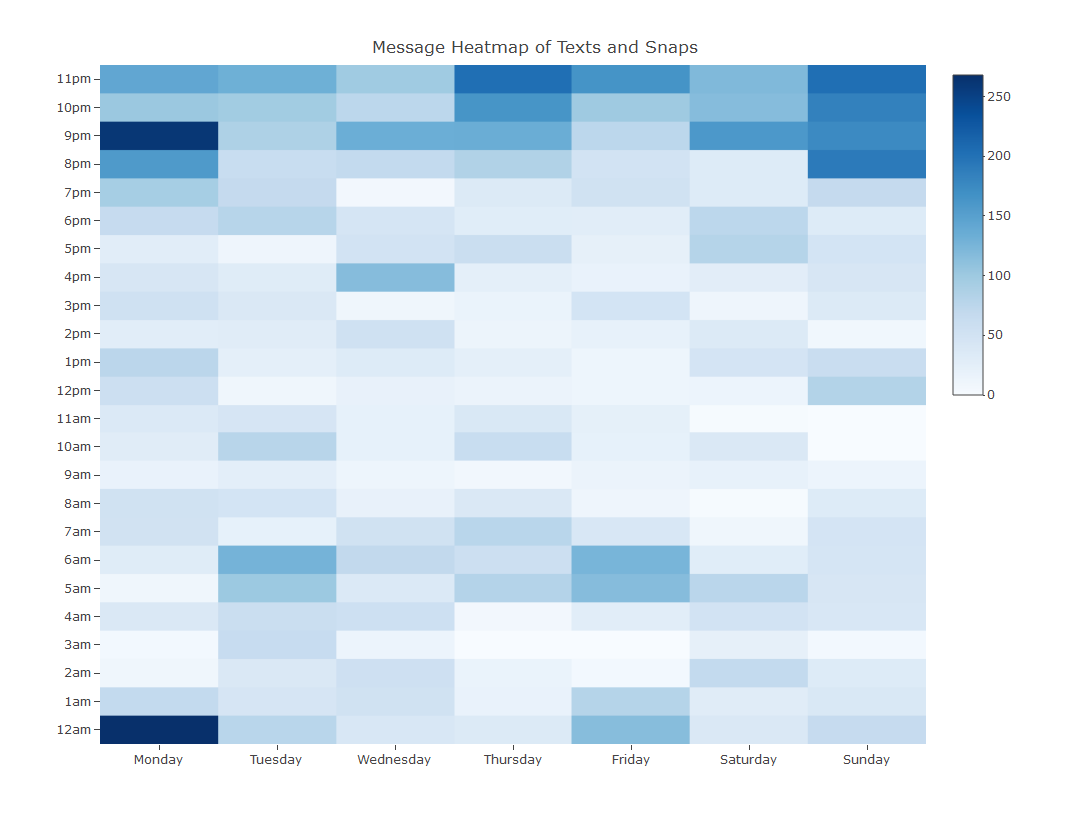 Message Heatmap of Texts and Snaps
11pm
10pm
9pm
8pm
7pm
6pm
5pm
4pm
3pm
2pm
1pm
12pm
11am
10am
9am
8am
7am
6am
5am
4am
3am
2am
1am
12am
Monday Tuesday Wednesday Thursday Friday Saturday Sunday
250
200
150
100
50
0